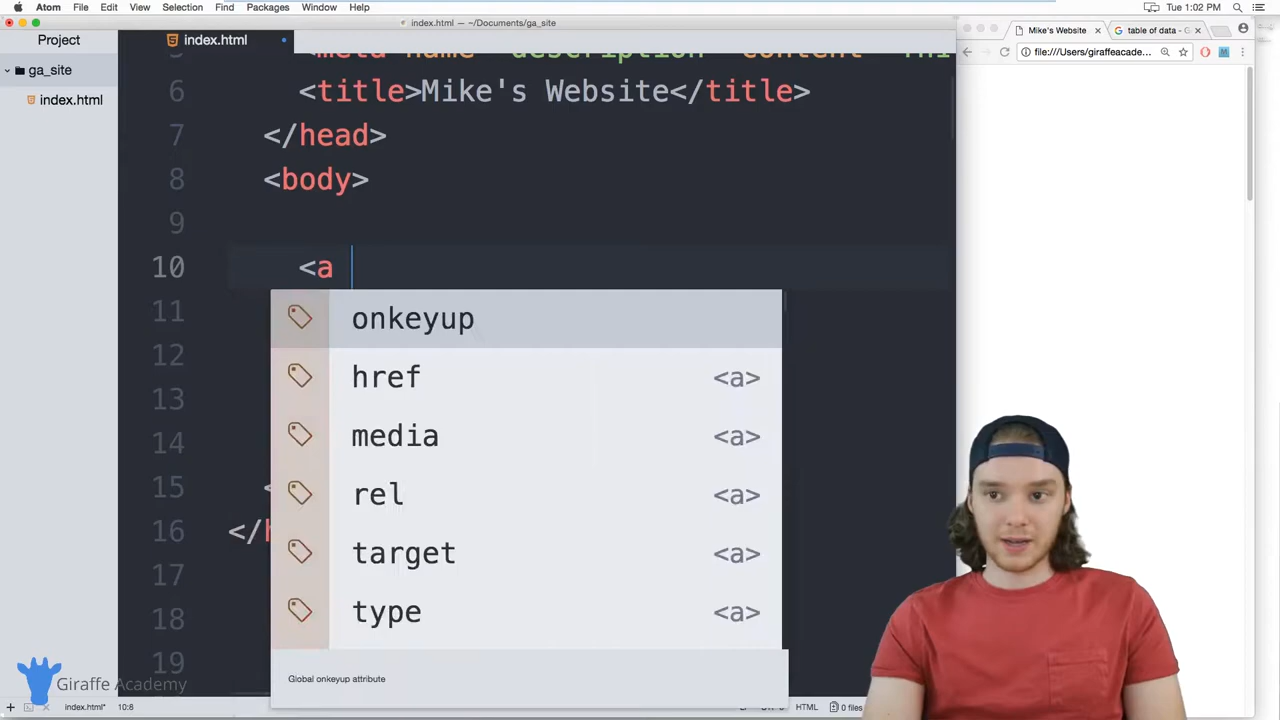 Atom File Edit View Selection Find Packages Window Help
Tue 1:02 PM
index.html — ~/Documents/ga_site
Project
index.html
ga_site
index.html
6 <title>Mike's Website</title>
7 </head>
8 <body>
9
10 <a
11
12
13
14
15 <
16 </h
17
18
19
onkeyup
href <a>
media <a>
rel <a>
target <a>
type <a>
Global onkeyup attribute
Giraffe Academy
index.html* 10:8
HTML 0 files
Mike's Website
table of data - G
file:///Users/giraffeacade...